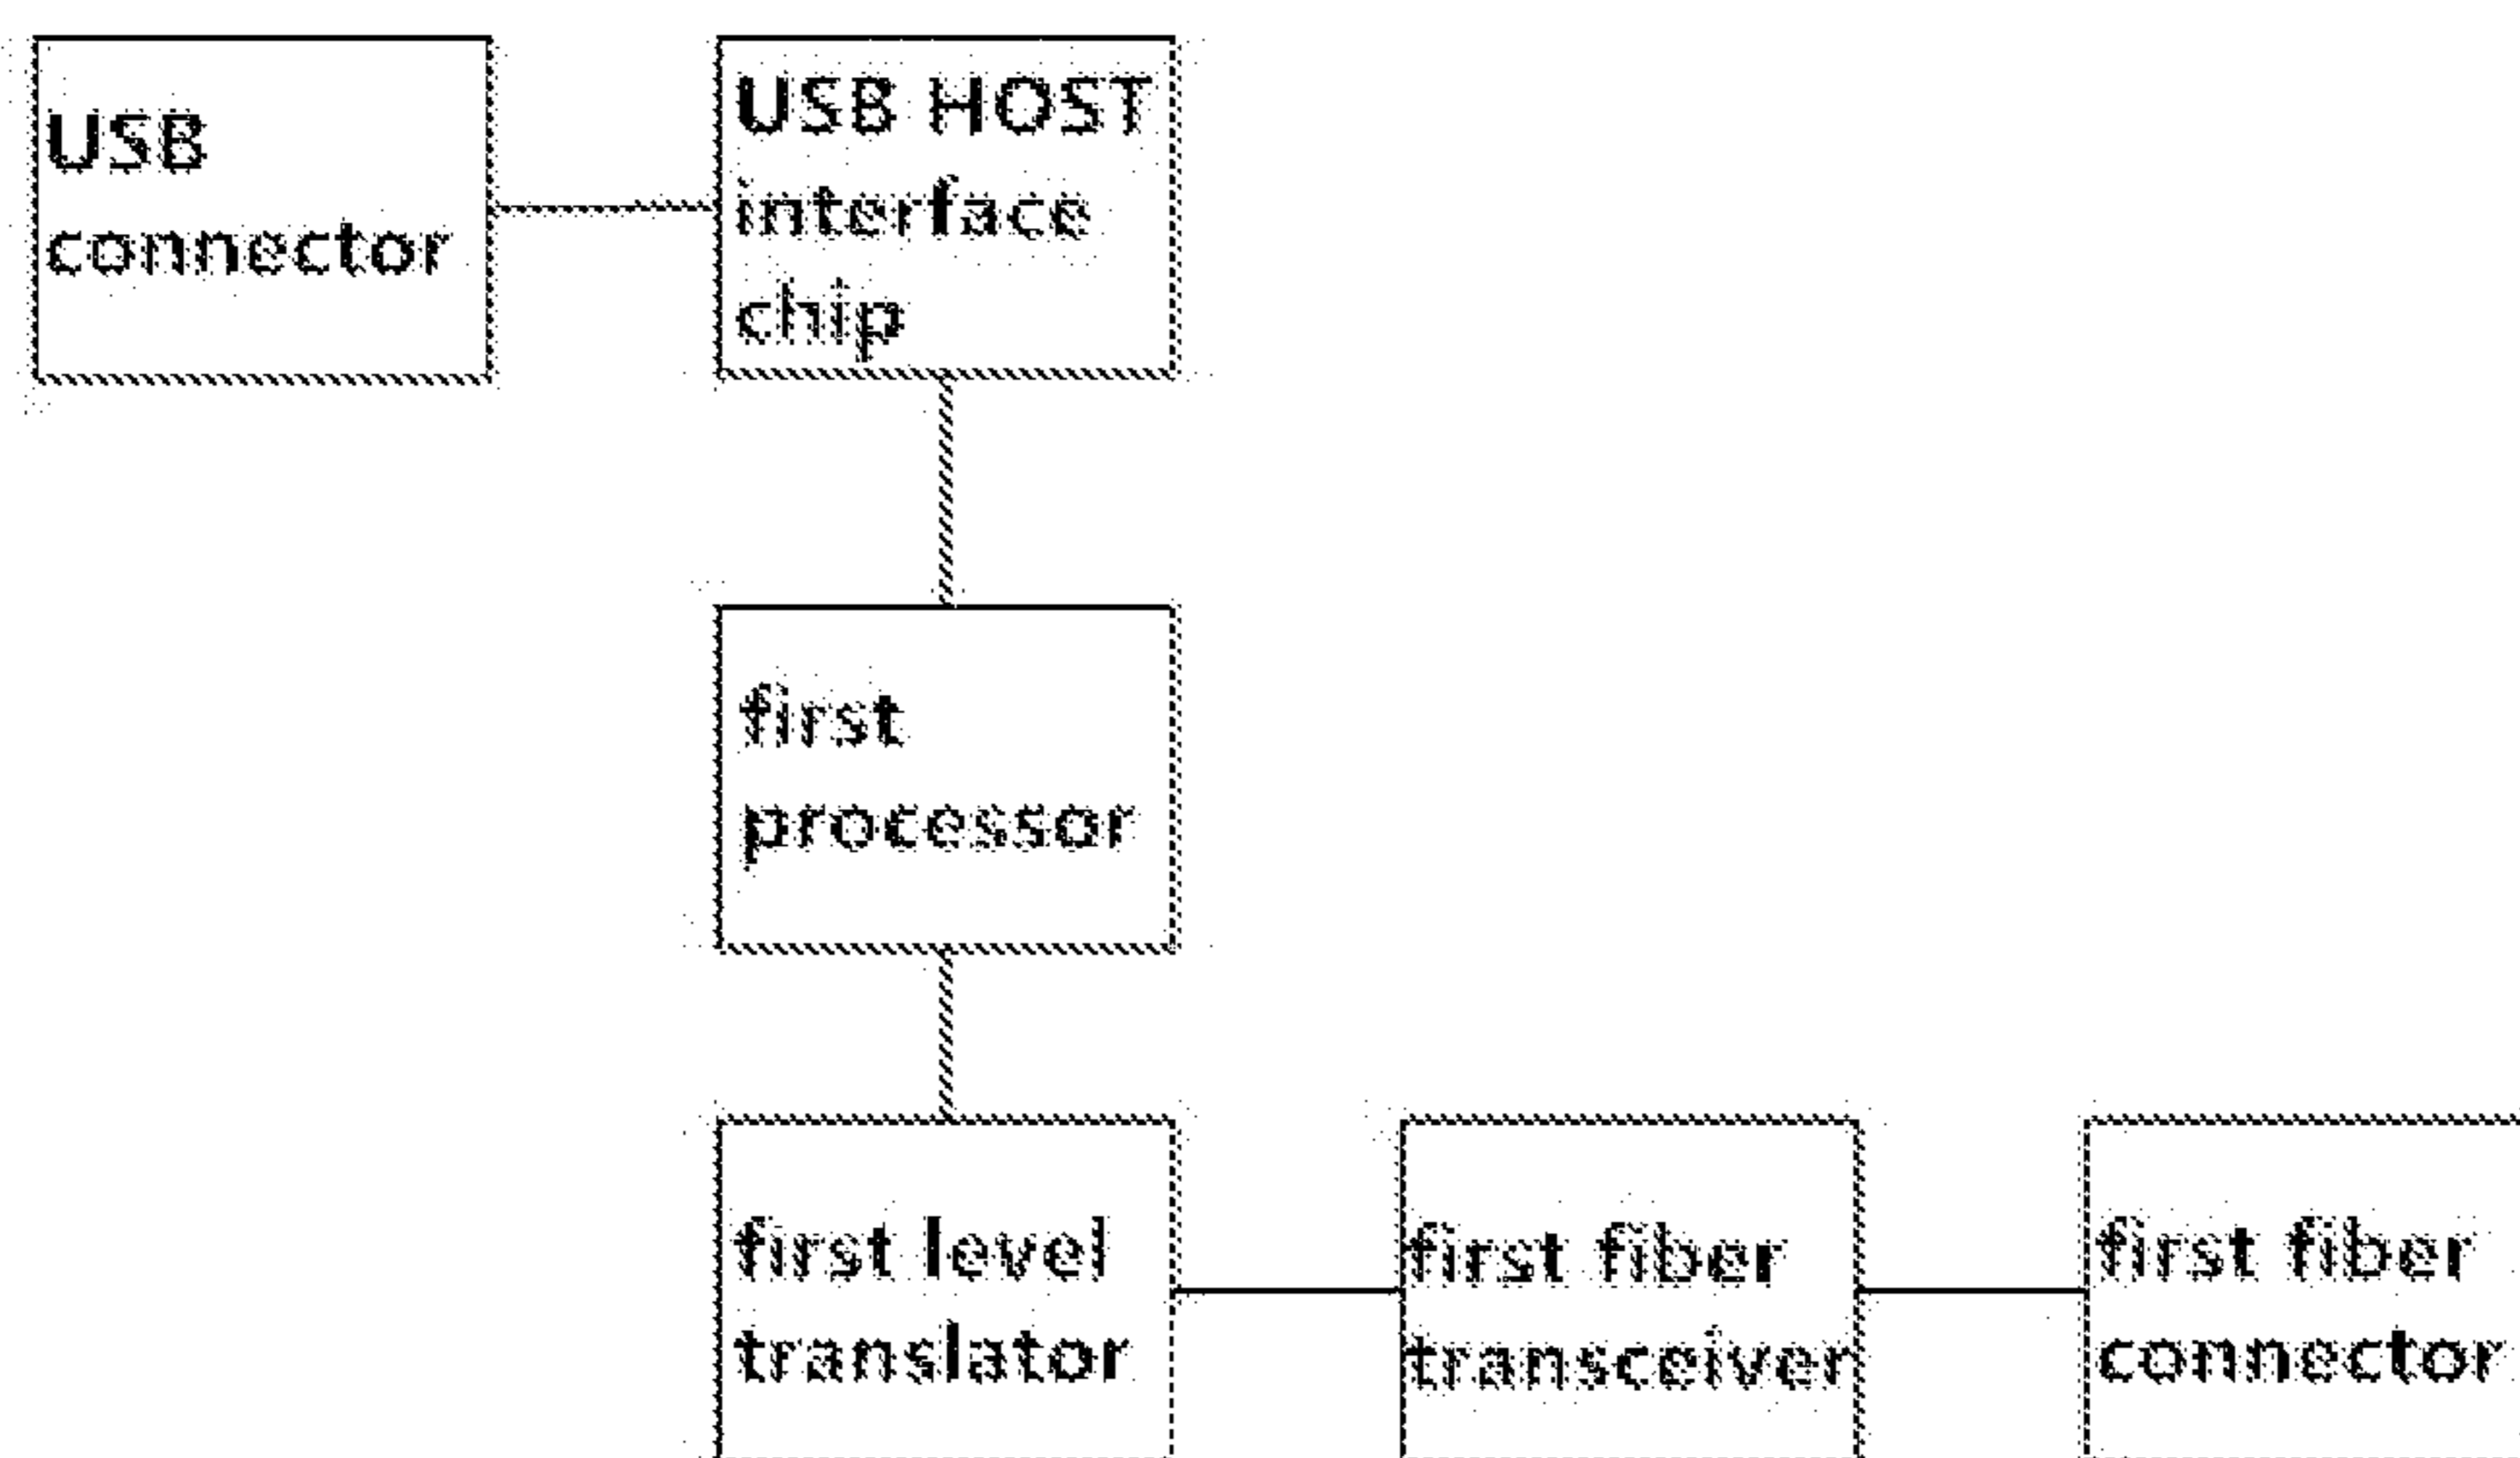 USB
connector
USB HOST
interface
chip
first
processor
first level
translator
first fiber
transceiver
first fiber
connector